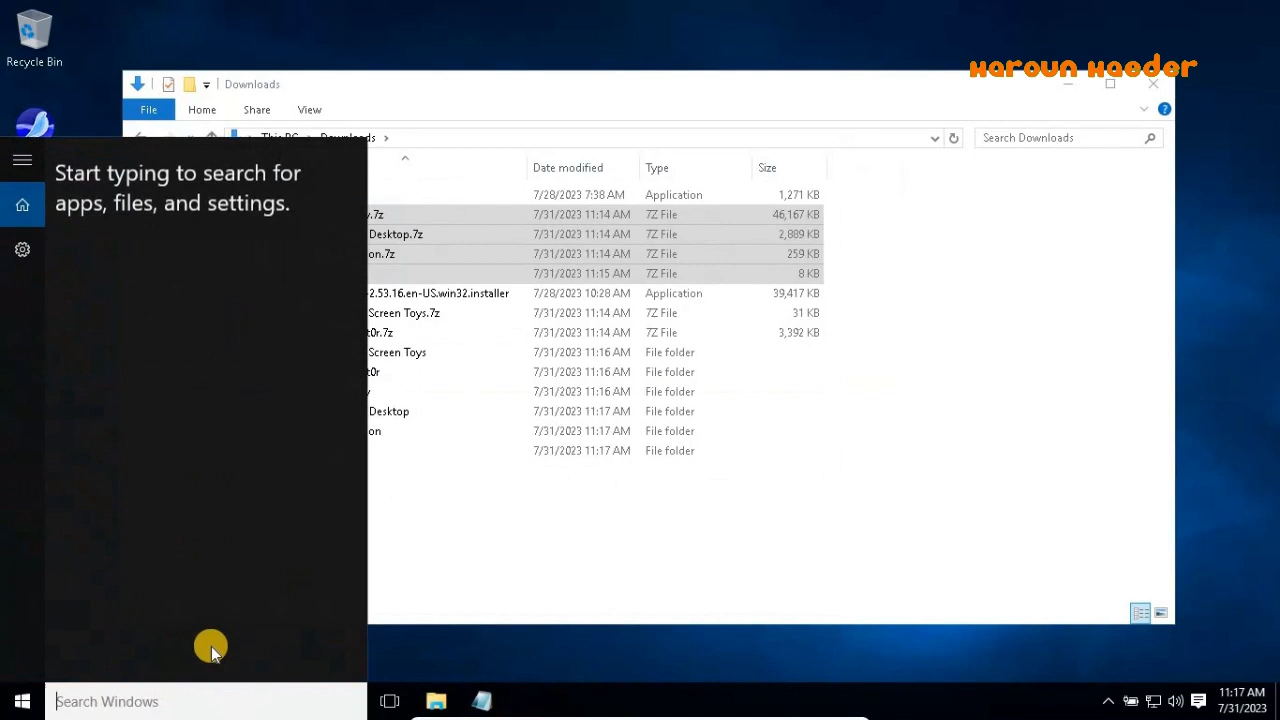 Recycle Bin
Haroun Haeder
Downloads
File Home Share View
This PC Downloads
Search Downloads
Start typing to search for
apps, files, and settings.
Date modified Type Size
7/28/2023 7:38 AM Application 1,271 KB
.7z 7/31/2023 11:14 AM 7Z File 46,167 KB
Desktop.7z 7/31/2023 11:14 AM 7Z File 2,889 KB
on.7z 7/31/2023 11:14 AM 7Z File 259 KB
7/31/2023 11:15 AM 7Z File 8 KB
-2.53.16.en-US.win32.installer 7/28/2023 10:28 AM Application 39,417 KB
Screen Toys.7z 7/31/2023 11:14 AM 7Z File 31 KB
t0r.7z 7/31/2023 11:14 AM 7Z File 3,392 KB
Screen Toys 7/31/2023 11:16 AM File folder
t0r 7/31/2023 11:16 AM File folder
7/31/2023 11:16 AM File folder
Desktop 7/31/2023 11:17 AM File folder
on 7/31/2023 11:17 AM File folder
7/31/2023 11:17 AM File folder
Search Windows
11:17 AM
7/31/2023